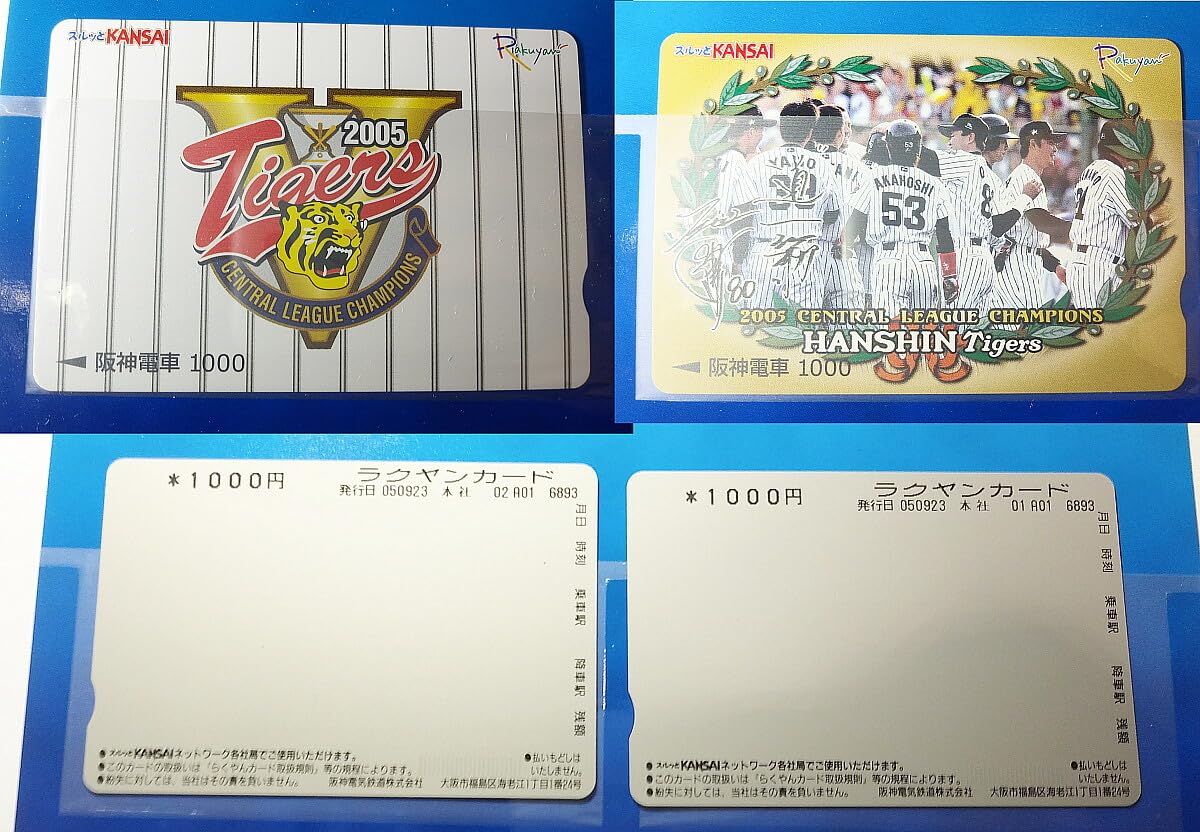 スルッとKANSAI
Rakuyan
2005
Tigers
CENTRAL LEAGUE CHAMPIONS
阪神電車 1000
スルッとKANSAI
Rakuyan
AKAHOSHI
53
80
2005 CENTRAL LEAGUE CHAMPIONS
HANSHIN Tigers
阪神電車 1000
*1000円 ラクヤンカード
発行日 050923 本社 02 A01 6893
月日 時刻 乗車駅 降車駅 残額
●スルッとKANSAIネットワーク各社局でご使用いただけます。
●このカードの取扱いは「らくやんカード取扱規則」等の規程によります。
●紛失に対しては、当社はその責を負いません。
●払いもどしは
いたしません。
阪神電気鉄道株式会社 大阪市福島区海老江1丁目1番24号
*1000円 ラクヤンカード
発行日 050923 本社 01 A01 6893
月日 時刻 乗車駅 降車駅 残額
●スルッとKANSAIネットワーク各社局でご使用いただけます。
●このカードの取扱いは「らくやんカード取扱規則」等の規程によります。
●紛失に対しては、当社はその責を負いません。
●払いもどしは
いたしません。
阪神電気鉄道株式会社 大阪市福島区海老江1丁目1番24号